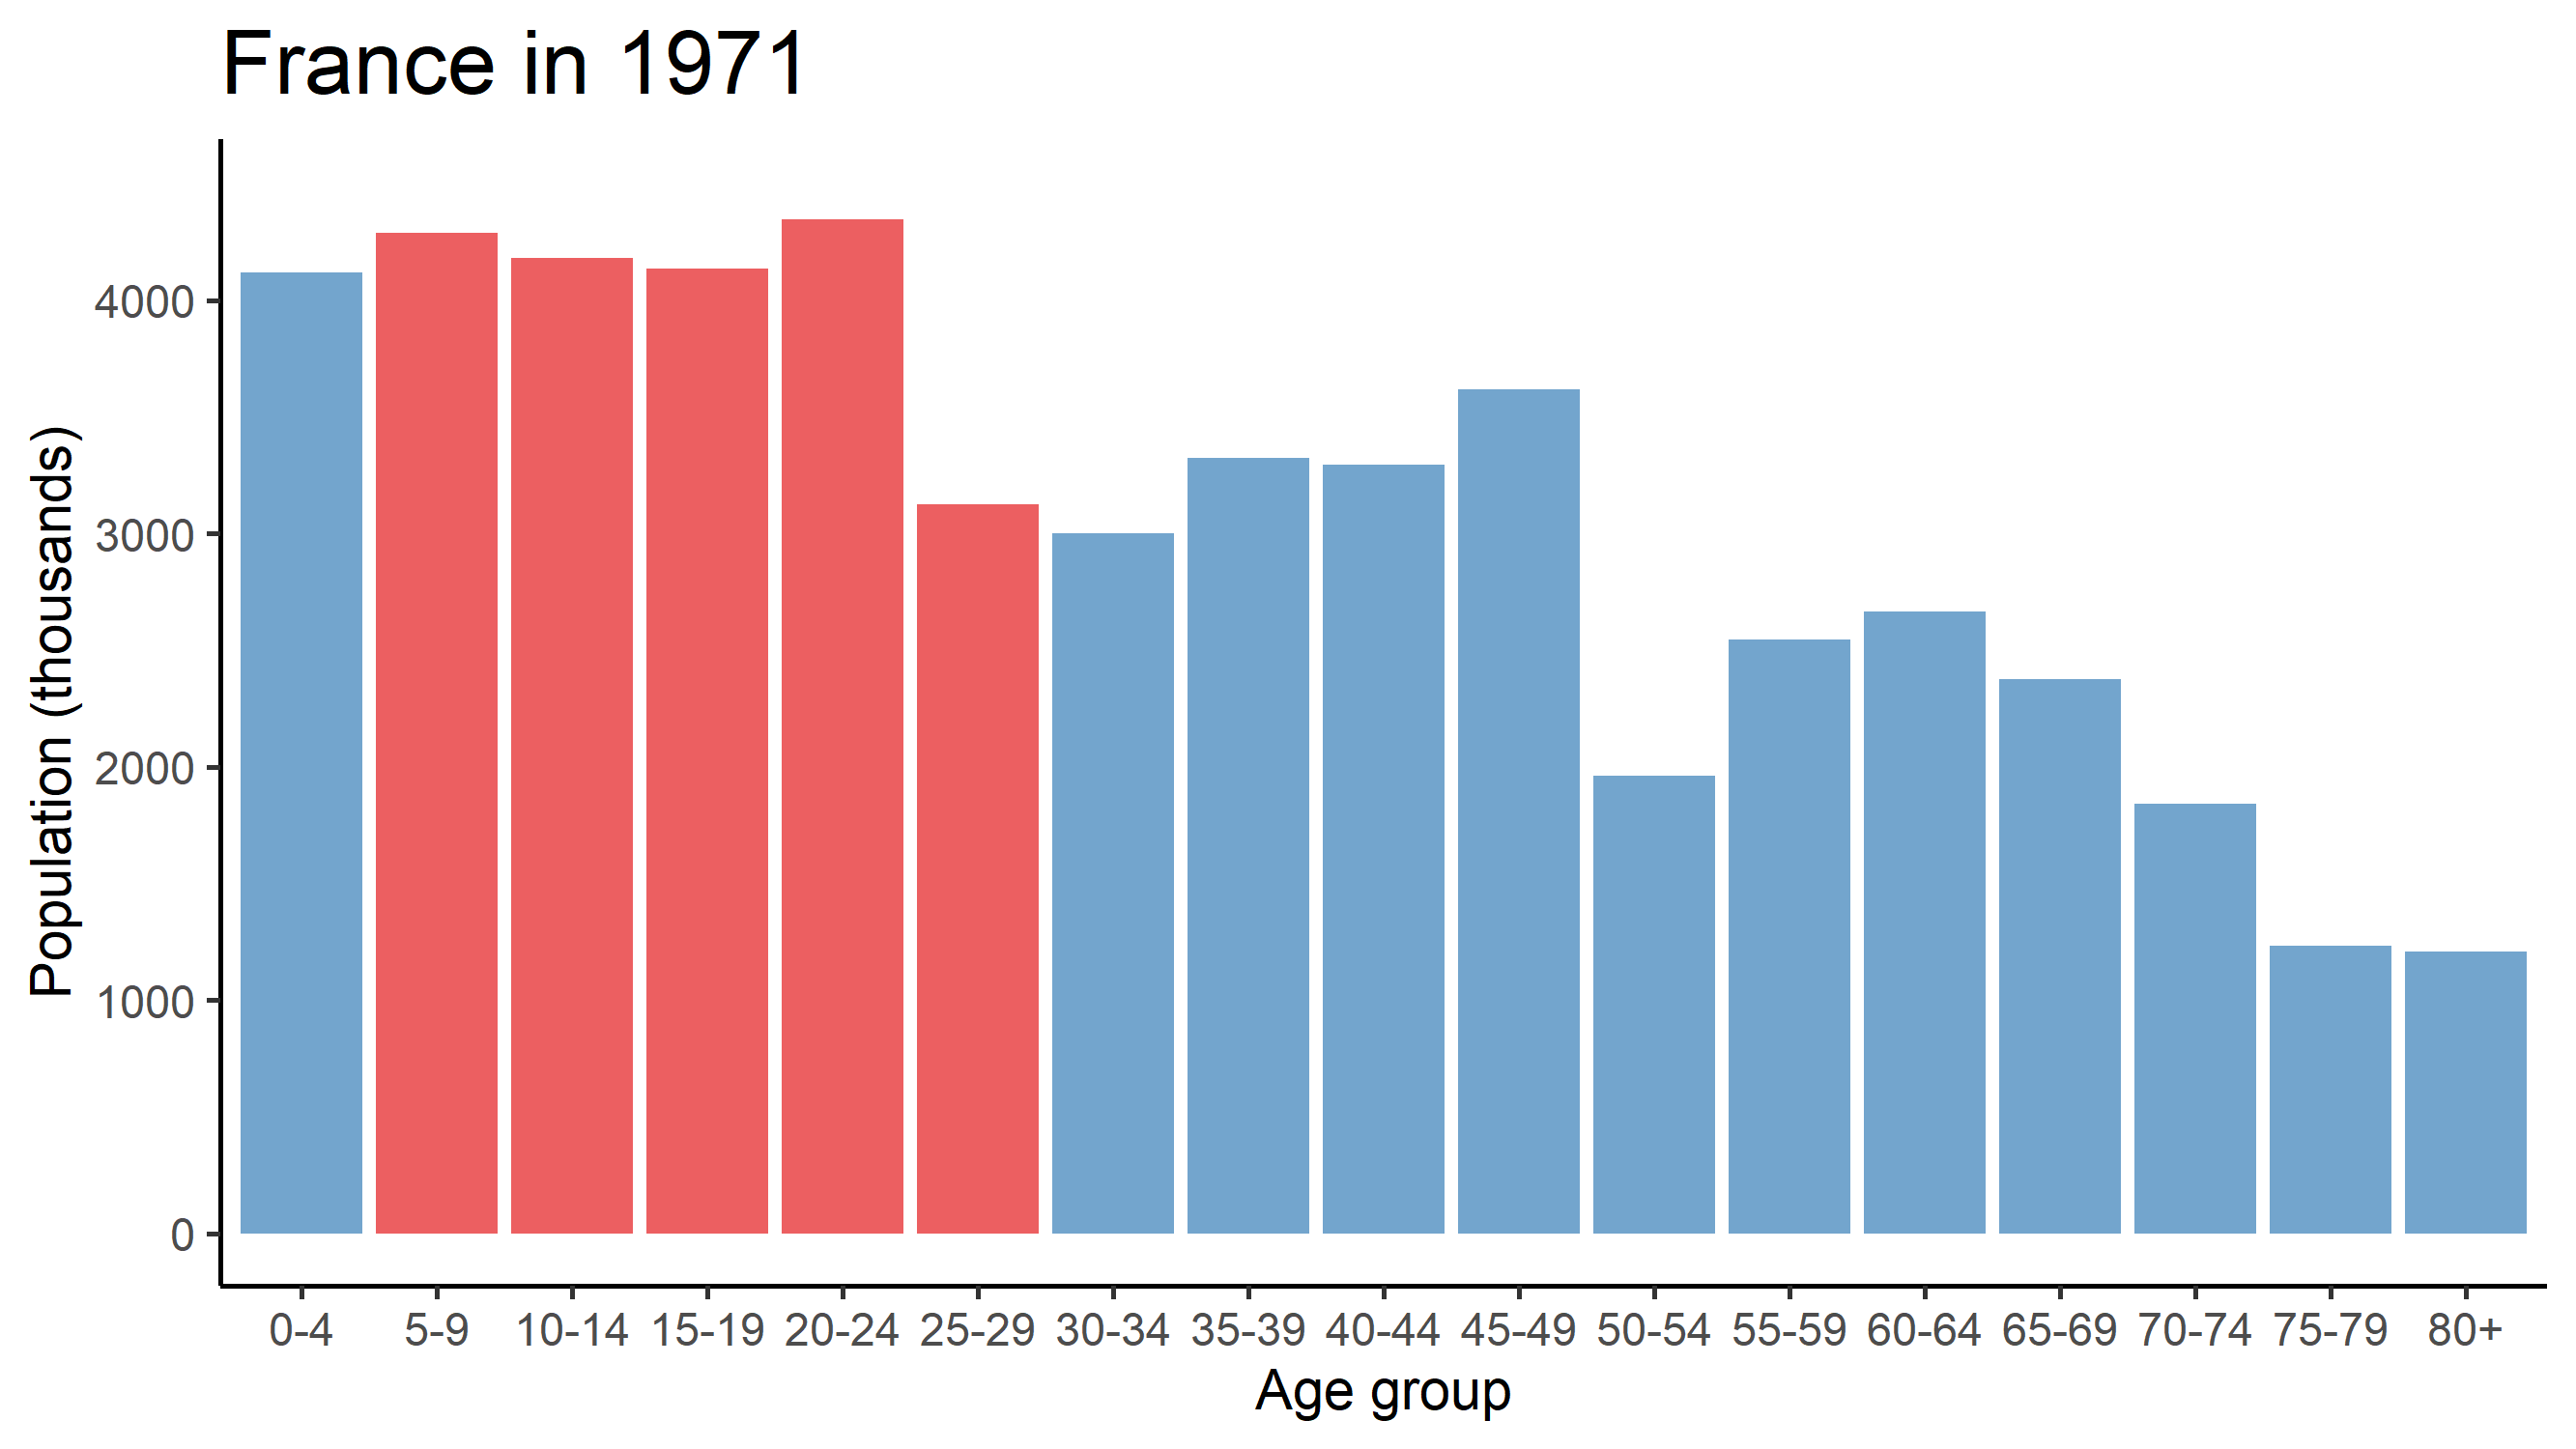 France in 1971
Population (thousands)
4000
3000
2000
1000
0
0-4 5-9 10-14 15-19 20-24 25-29 30-34 35-39 40-44 45-49 50-54 55-59 60-64 65-69 70-74 75-79 80+
Age group